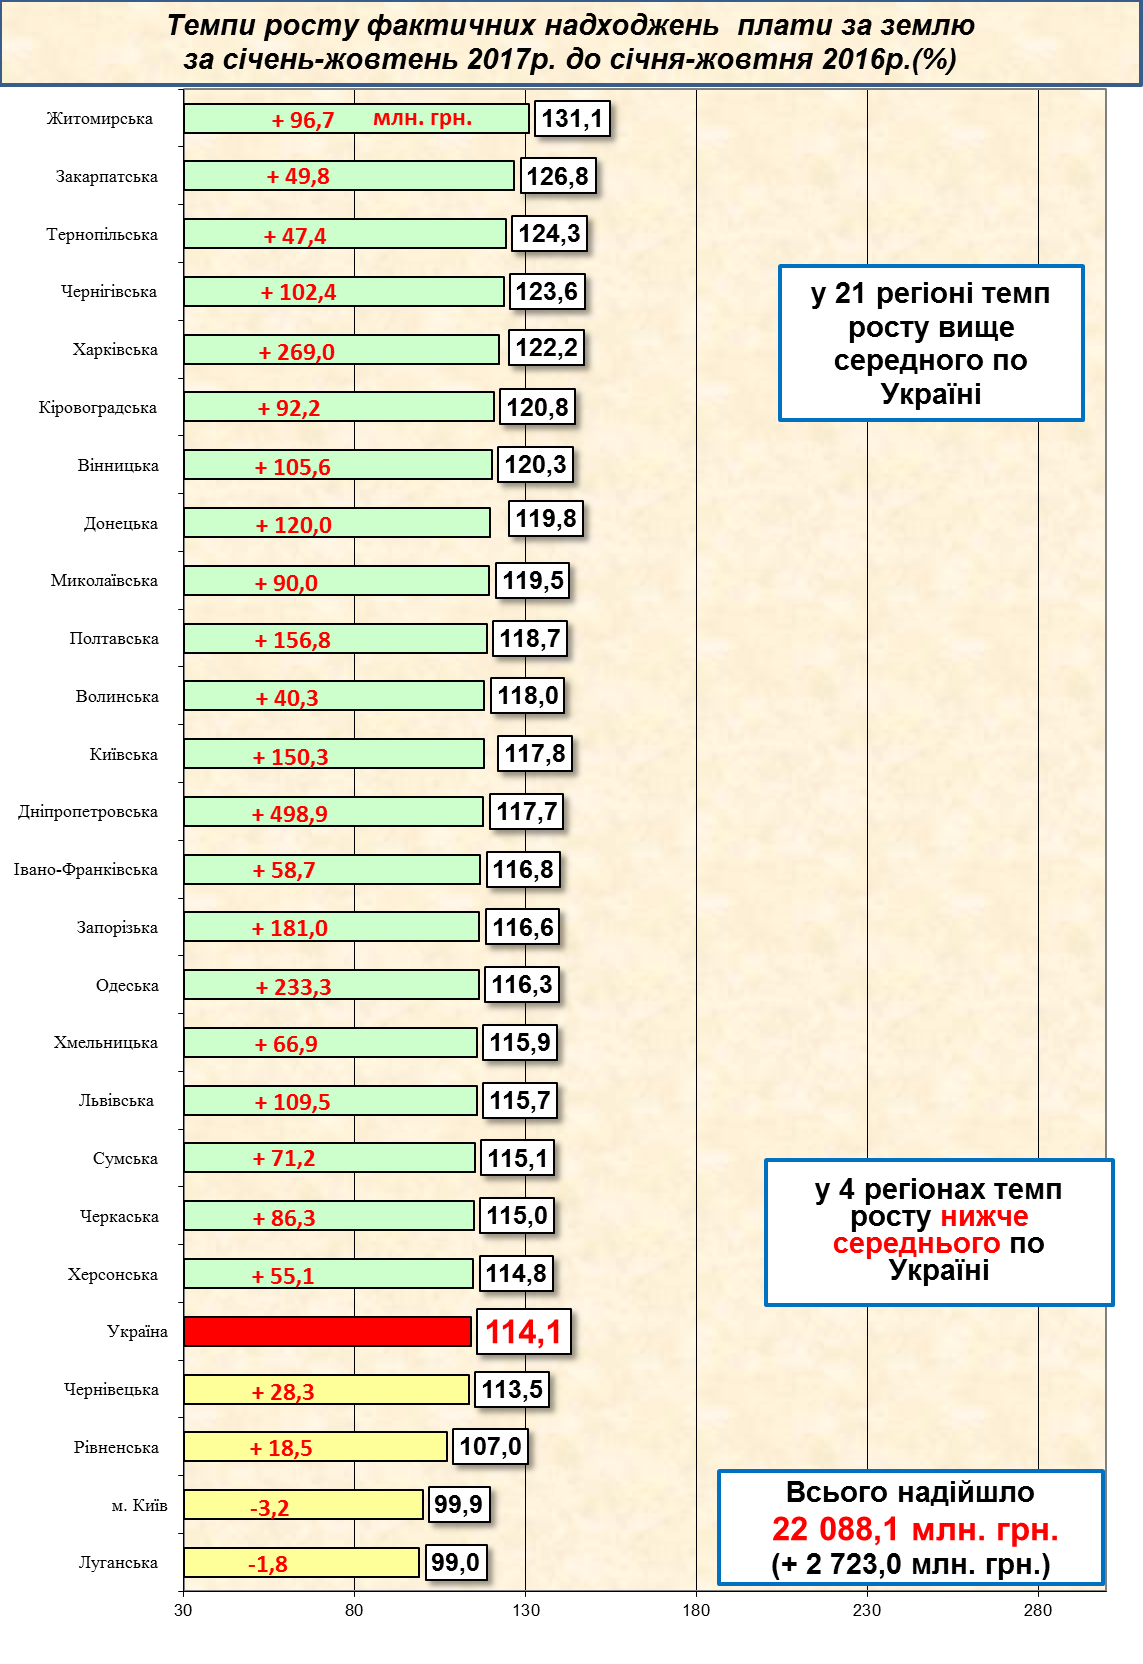 Темпи росту фактичних надходжень плати за землю
за січень-жовтень 2017р. до січня-жовтня 2016р.(%)
Житомирська + 96,7 млн. грн. 131,1
Закарпатська + 49,8 126,8
Тернопільська + 47,4 124,3
Чернігівська + 102,4 123,6
Харківська + 269,0 122,2
Кіровоградська + 92,2 120,8
Вінницька + 105,6 120,3
Донецька + 120,0 119,8
Миколаївська + 90,0 119,5
Полтавська + 156,8 118,7
Волинська + 40,3 118,0
Київська + 150,3 117,8
Дніпропетровська + 498,9 117,7
Івано-Франківська + 58,7 116,8
Запорізька + 181,0 116,6
Одеська + 233,3 116,3
Хмельницька + 66,9 115,9
Львівська + 109,5 115,7
Сумська + 71,2 115,1
Черкаська + 86,3 115,0
Херсонська + 55,1 114,8
Україна 114,1
Чернівецька + 28,3 113,5
Рівненська + 18,5 107,0
м. Київ -3,2 99,9
Луганська -1,8 99,0
30 80 130 180 230 280
у 21 регіоні темп
росту вище
середного по
Україні
у 4 регіонах темп
росту нижче
середнього по
Україні
Всього надійшло
22 088,1 млн. грн.
(+ 2 723,0 млн. грн.)